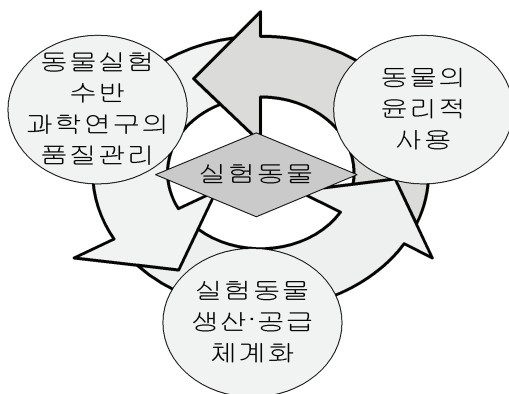 동물실험
수반
과학연구의
품질관리
동물의
윤리적
사용
실험동물
실험동물
생산·공급
체계화